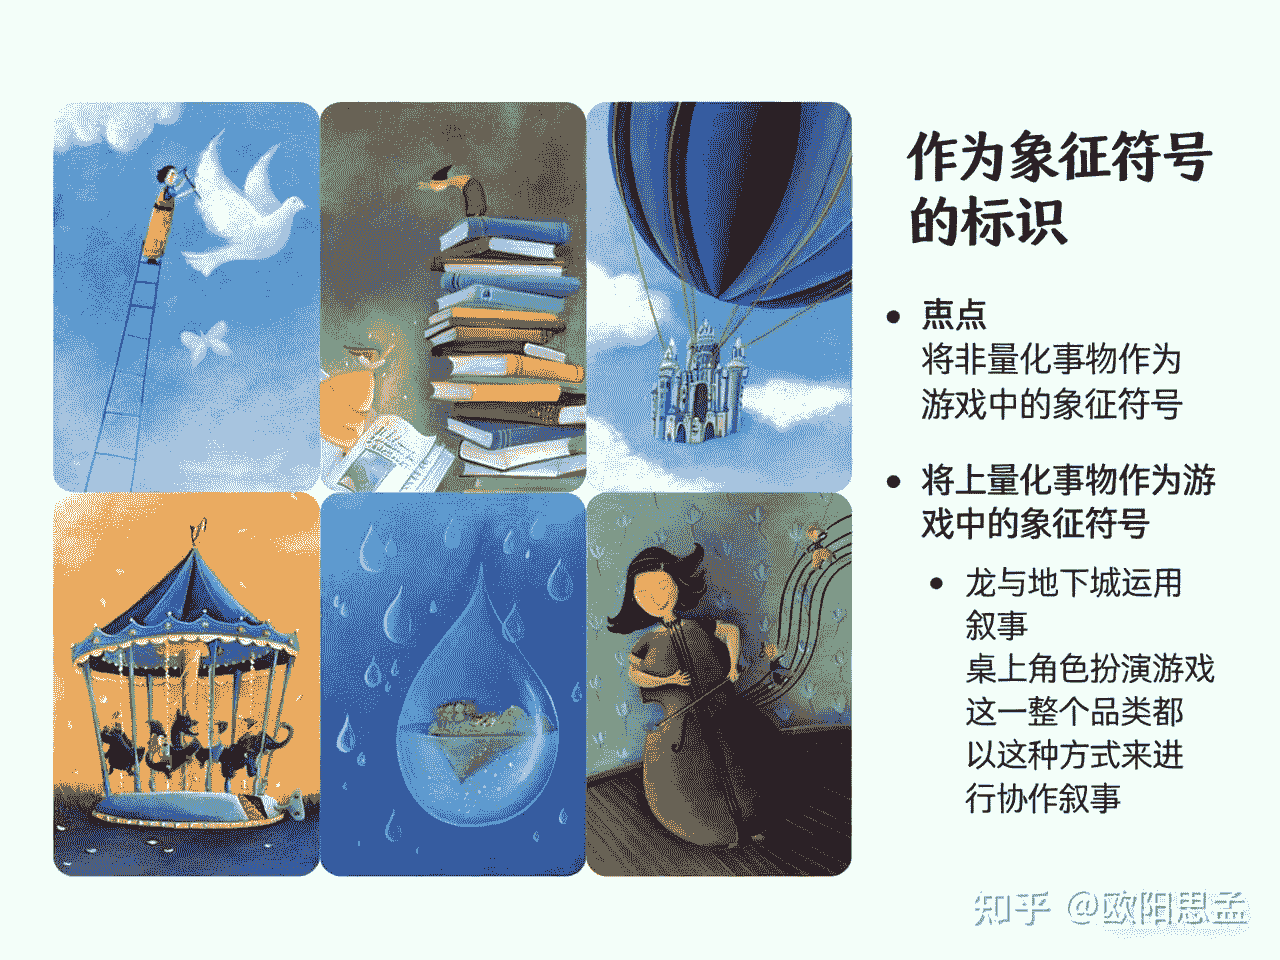 作为象征符号
的标识
点
将非量化事物作为
游戏中的象征符号
将上量化事物作为游
戏中的象征符号
龙与地下城运用
叙事
桌上角色扮演游戏
这一整个品类都
以这种方式来进
行协作叙事
知乎 @欧阳思孟